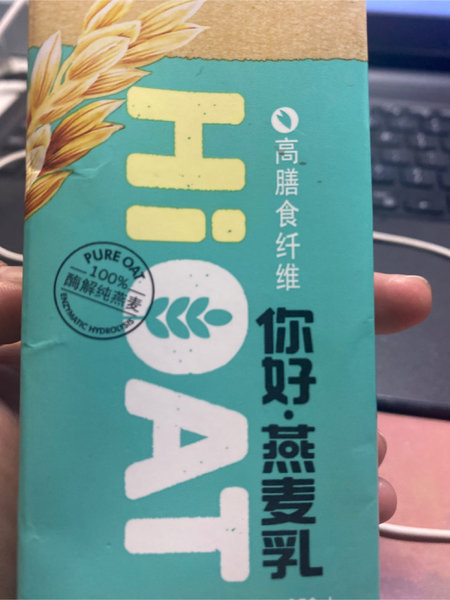 Hi OAT
高膳食纤维
你好·燕麦乳
PURE OAT
100%
酶解纯燕麦
ENZYMATIC HYDROLYSIS